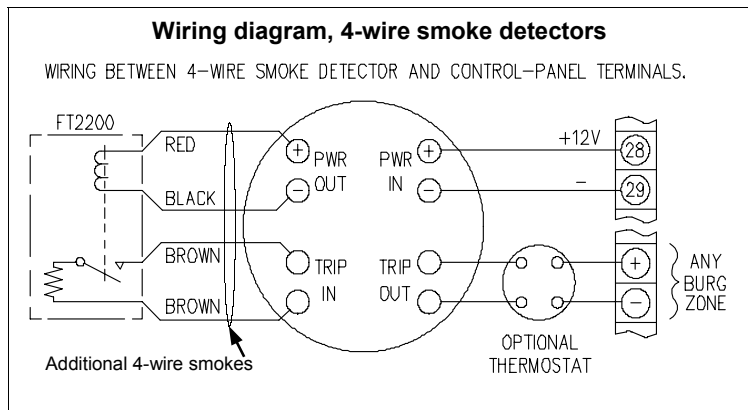 Wiring diagram, 4-wire smoke detectors
WIRING BETWEEN 4-WIRE SMOKE DETECTOR AND CONTROL-PANEL TERMINALS.
FT2200
RED
BLACK
BROWN
BROWN
+
PWR
OUT
-
PWR
IN
+
-
+12V
28
-
29
TRIP
IN
TRIP
OUT
+
-
ANY
BURG
ZONE
OPTIONAL
THERMOSTAT
Additional 4-wire smokes